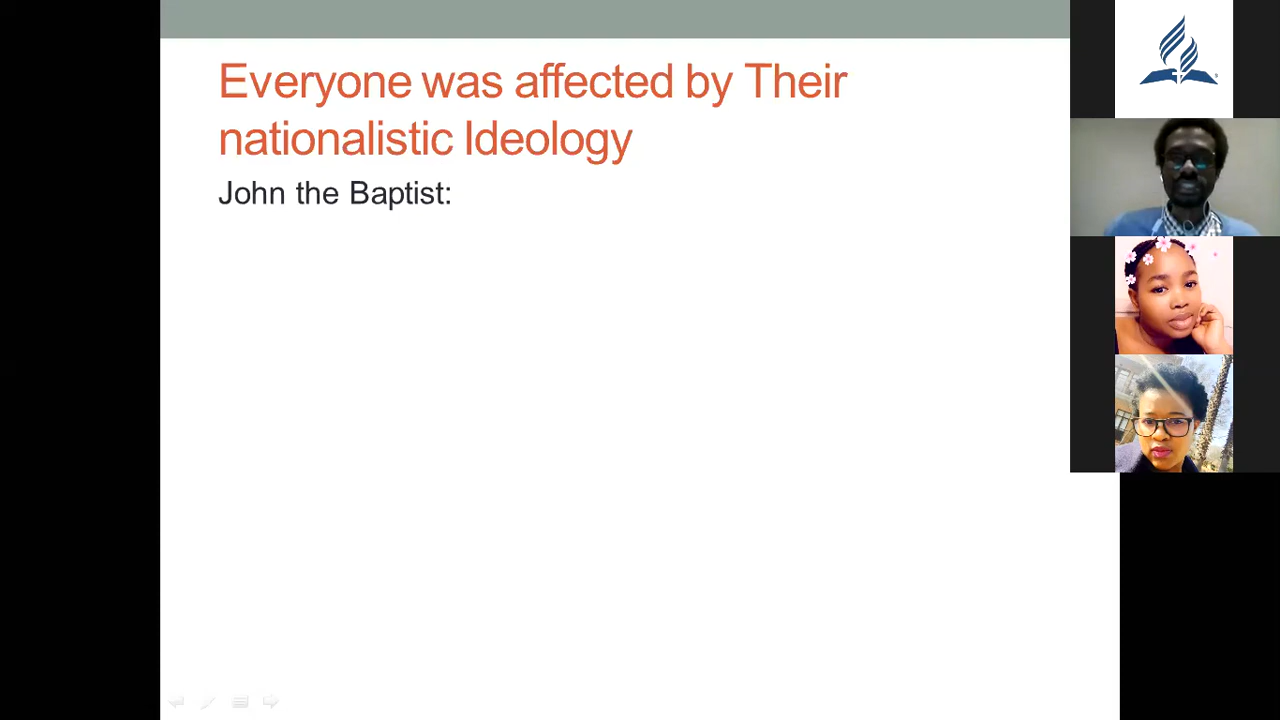 Everyone was affected by Their
nationalistic Ideology
John the Baptist: